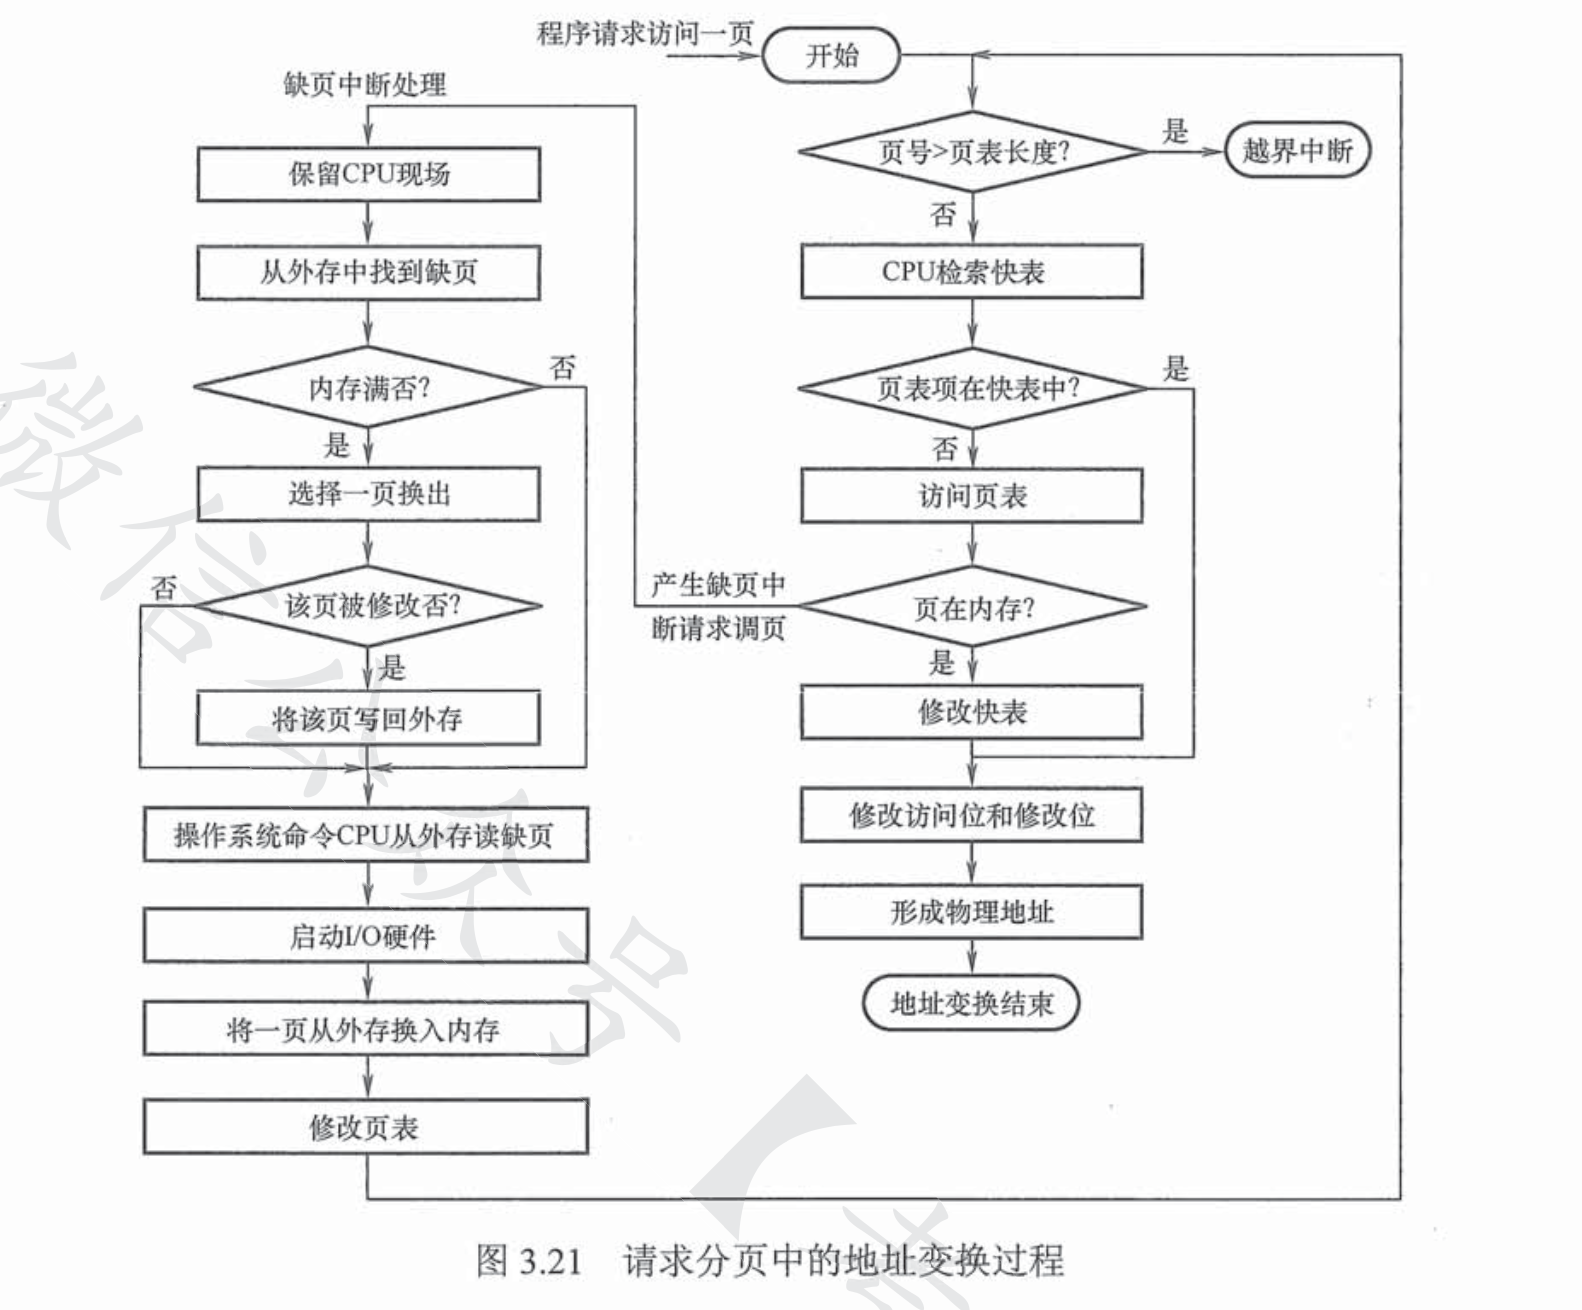 程序请求访问一页
开始
缺页中断处理
页号>页表长度?
是
越界中断
保留CPU现场
否
从外存中找到缺页
CPU检索快表
内存满否?
否
页表项在快表中?
是
是
否
选择一页换出
访问页表
否
该页被修改否?
产生缺页中
断请求调页
页在内存?
是
是
将该页写回外存
修改快表
操作系统命令CPU从外存读缺页
修改访问位和修改位
启动I/O硬件
形成物理地址
将一页从外存换入内存
地址变换结束
修改页表
图 3.21 请求分页中的地址变换过程
微信公众号【